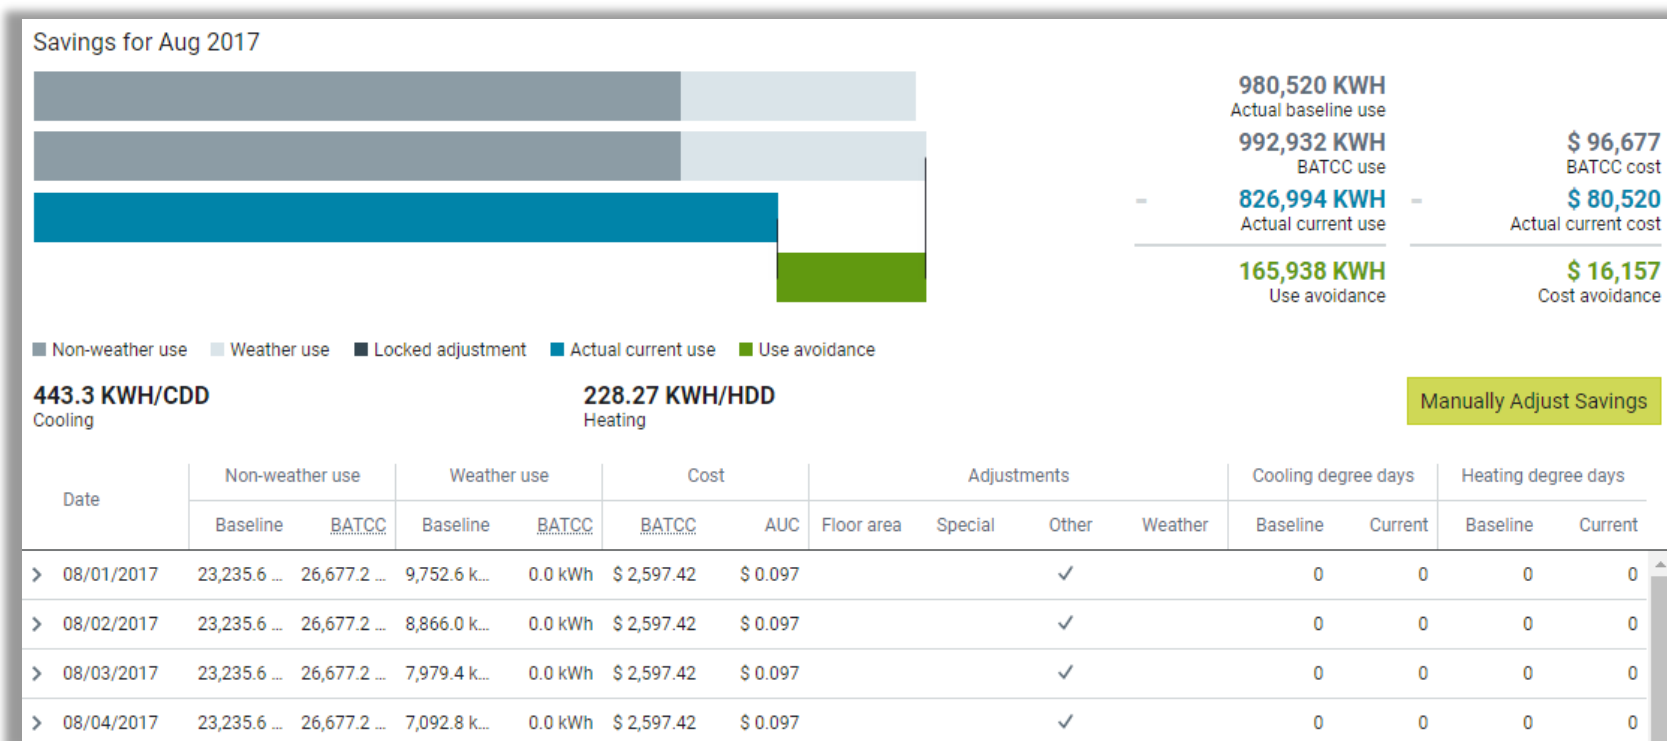 Savings for Aug 2017
980,520 KWH
Actual baseline use
992,932 KWH $ 96,677
BATCC use BATCC cost
- 826,994 KWH - $ 80,520
Actual current use Actual current cost
165,938 KWH $ 16,157
Use avoidance Cost avoidance
Non-weather use Weather use Locked adjustment Actual current use Use avoidance
443.3 KWH/CDD 228.27 KWH/HDD
Cooling Heating
Manually Adjust Savings
Date Non-weather use Weather use Cost Adjustments Cooling degree days Heating degree days
Baseline BATCC Baseline BATCC BATCC AUC Floor area Special Other Weather Baseline Current Baseline Current
08/01/2017 23,235.6 ... 26,677.2 ... 9,752.6 k... 0.0 kWh $ 2,597.42 $ 0.097 ✓ 0 0 0 0
08/02/2017 23,235.6 ... 26,677.2 ... 8,866.0 k... 0.0 kWh $ 2,597.42 $ 0.097 ✓ 0 0 0 0
08/03/2017 23,235.6 ... 26,677.2 ... 7,979.4 k... 0.0 kWh $ 2,597.42 $ 0.097 ✓ 0 0 0 0
08/04/2017 23,235.6 ... 26,677.2 ... 7,092.8 k... 0.0 kWh $ 2,597.42 $ 0.097 ✓ 0 0 0 0